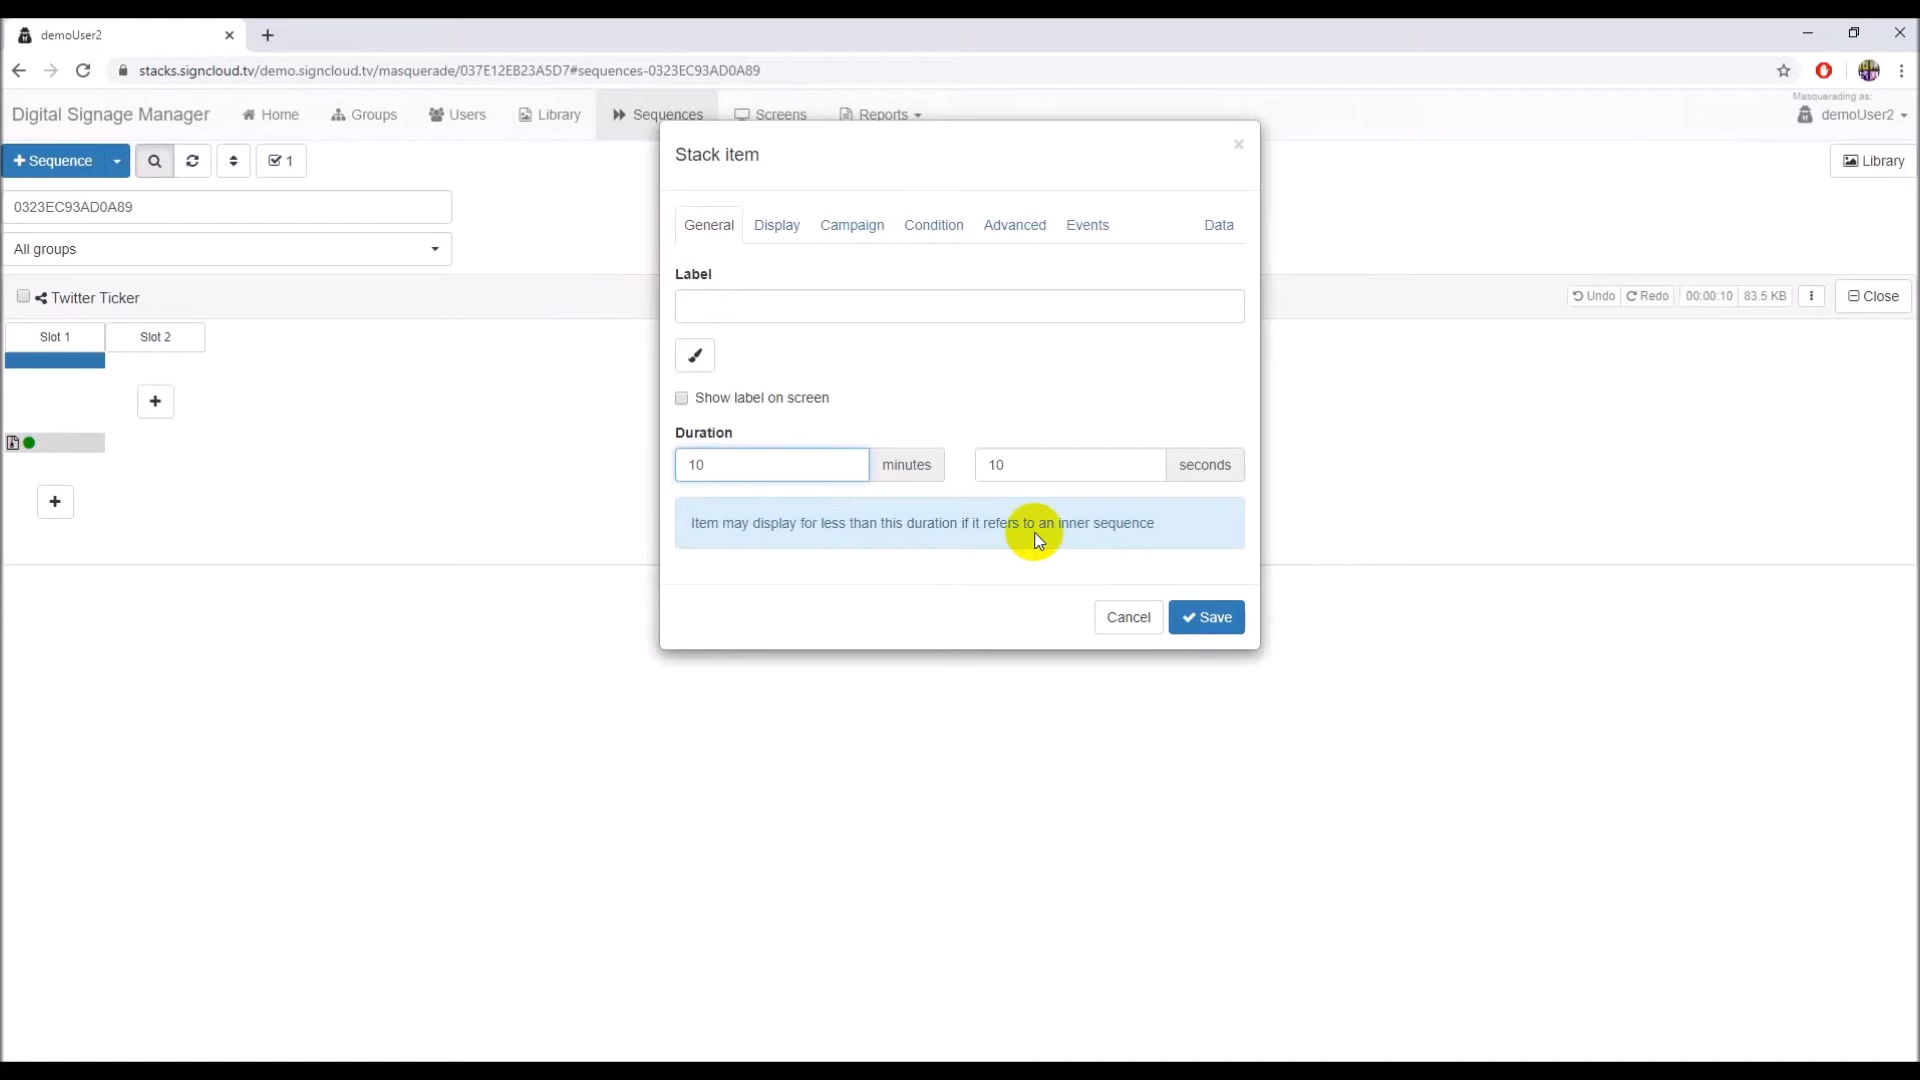 demoUser2
stacks.signcloud.tv/demo.signcloud.tv/masquerade/037E12EB23A5D7#sequences-0323EC93AD0A89
Digital Signage Manager Home Groups Users Library Sequences Screens Reports
Masquerading as:
demoUser2
+ Sequence 1 Library
0323EC93AD0A89
All groups
Twitter Ticker Undo Redo 00:00:10 83.5 KB Close
Slot 1 Slot 2
Stack item
General Display Campaign Condition Advanced Events Data
Label
Show label on screen
Duration
10 minutes 10 seconds
Item may display for less than this duration if it refers to an inner sequence
Cancel Save